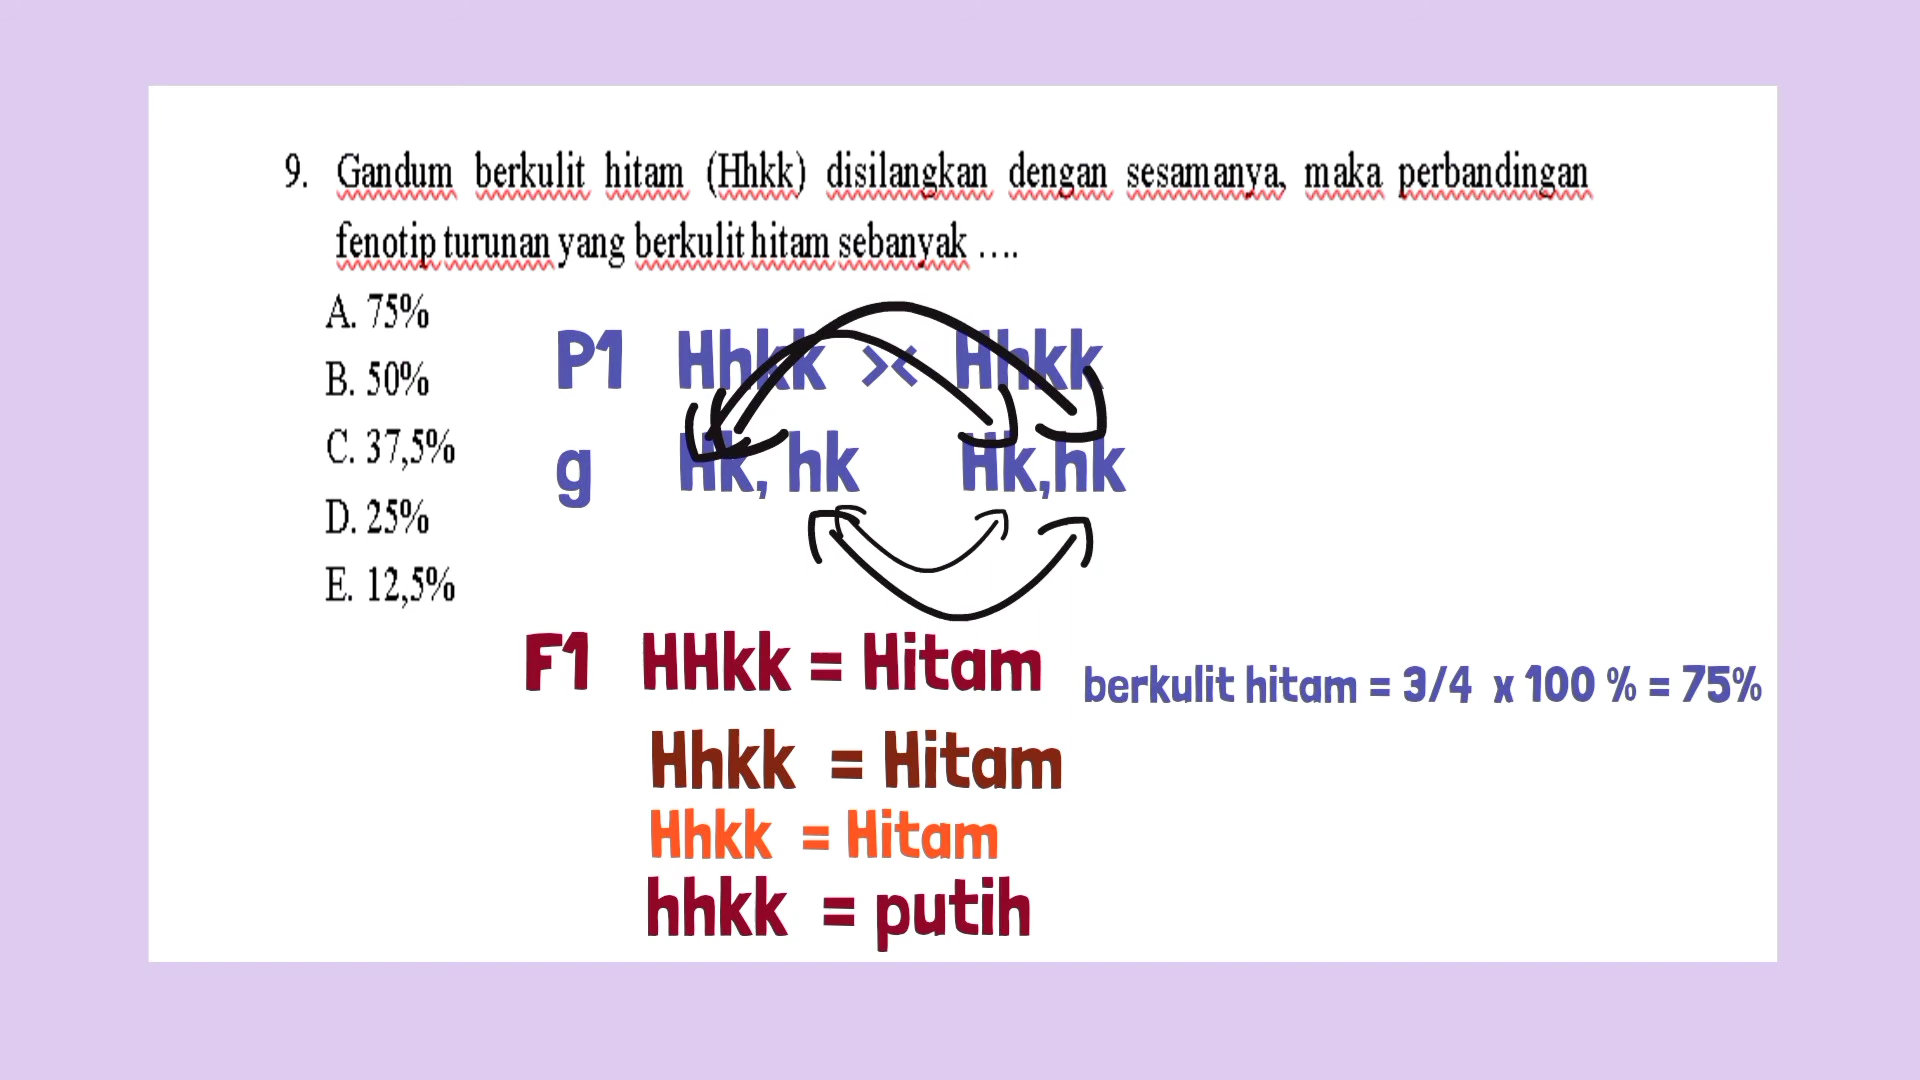 9. Gandum berkulit hitam (Hhkk) disilangkan dengan sesamanya, maka perbandingan
fenotip turunan yang berkulit hitam sebanyak ….
A. 75%
B. 50%
C. 37,5%
D. 25%
E. 12,5%
P1 Hhkk >< Hhkk
g Hk, hk Hk,hk
F1 HHkk = Hitam
berkulit hitam = 3/4 x 100 % = 75%
Hhkk = Hitam
Hhkk = Hitam
hhkk = putih